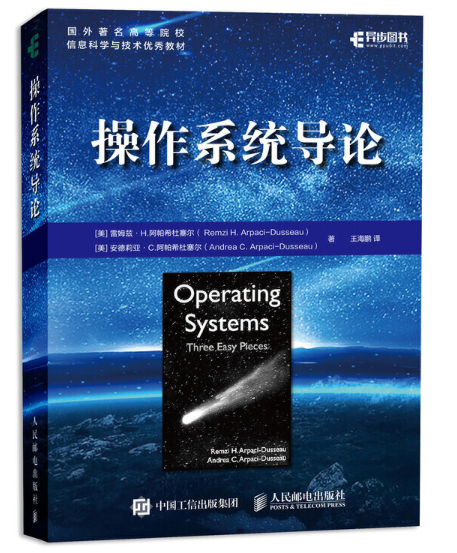 国外著名高等院校
信息科学与技术优秀教材
异步图书
www.epubit.com
操作系统导论
[美] 雷姆兹·H.阿帕希杜塞尔（Remzi H. Arpaci-Dusseau）
[美] 安德莉亚·C.阿帕希杜塞尔（Andrea C. Arpaci-Dusseau）
著
王海鹏 译
Operating
Systems
Three Easy Pieces
Remzi H. Arpaci-Dusseau
Andrea C. Arpaci-Dusseau
中国工信出版集团
人民邮电出版社
POSTS & TELECOM PRESS
操作系统导论
人民邮电出版社